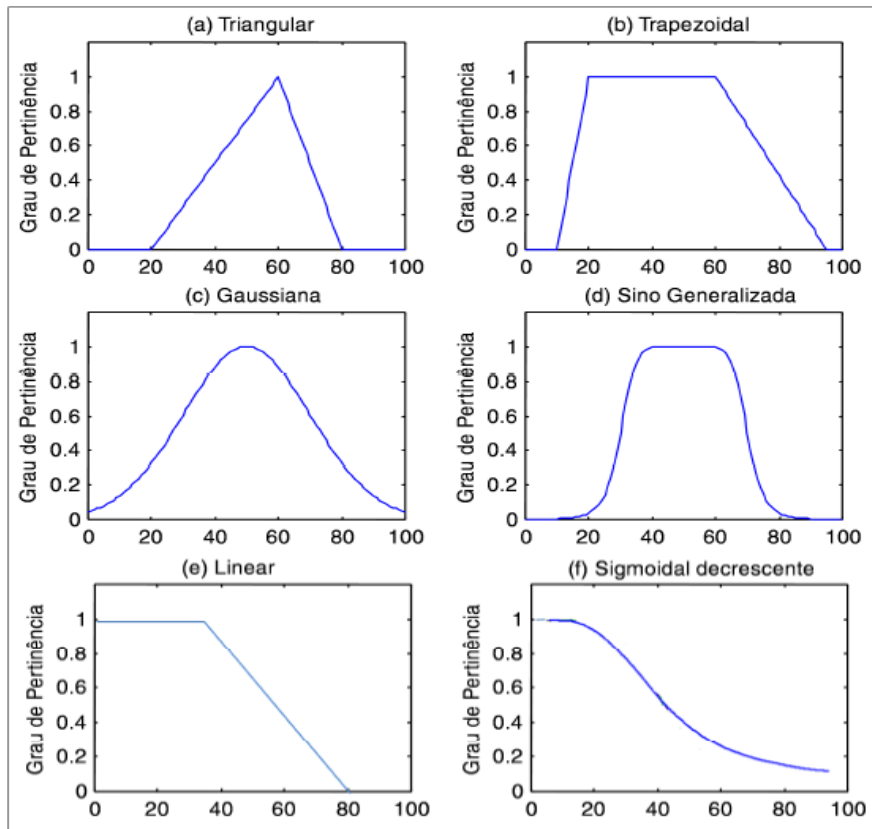 (a) Triangular
Grau de Pertinência
1
0.8
0.6
0.4
0.2
0
0 20 40 60 80 100
(b) Trapezoidal
Grau de Pertinência
1
0.8
0.6
0.4
0.2
0
0 20 40 60 80 100
(c) Gaussiana
Grau de Pertinência
1
0.8
0.6
0.4
0.2
0
0 20 40 60 80 100
(d) Sino Generalizada
Grau de Pertinência
1
0.8
0.6
0.4
0.2
0
0 20 40 60 80 100
(e) Linear
Grau de Pertinência
1
0.8
0.6
0.4
0.2
0
0 20 40 60 80 100
(f) Sigmoidal decrescente
Grau de Pertinência
1
0.8
0.6
0.4
0.2
0
0 20 40 60 80 100